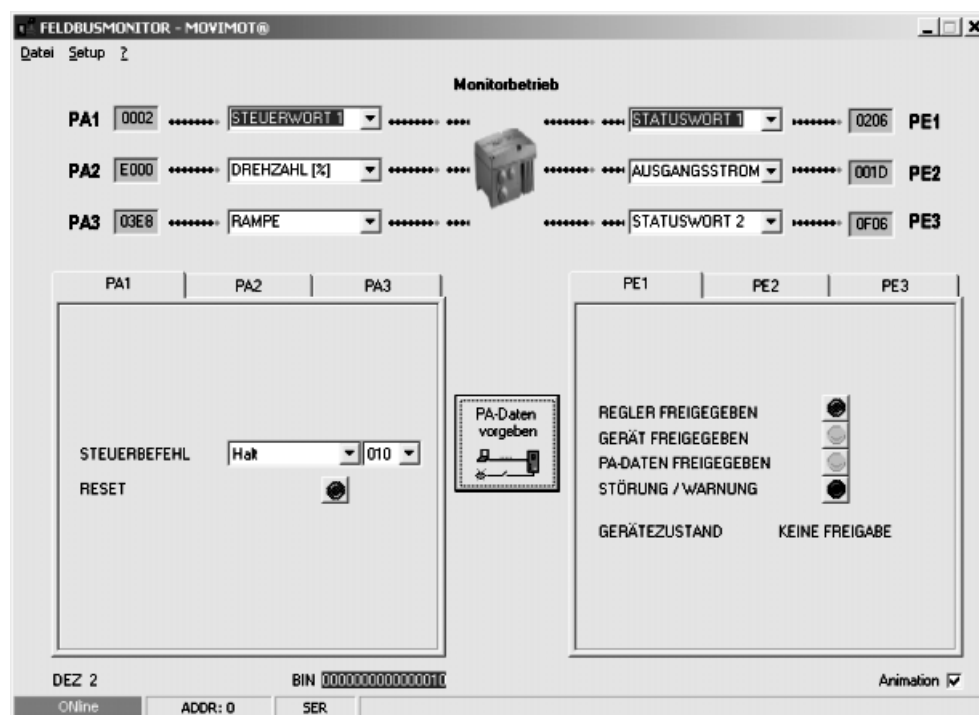 FELDBUSMONITOR - MOVIMOT®
Datei Setup ?
Monitorbetrieb
PA1 0002 STEUERWORT 1 STATUSWORT 1 0206 PE1
PA2 E000 DREHZAHL [%] AUSGANGSSTROM 001D PE2
PA3 03E8 RAMPE STATUSWORT 2 0F06 PE3
PA1 PA2 PA3
STEUERBEFEHL Halt 010
RESET
PA-Daten
vorgeben
PE1 PE2 PE3
REGLER FREIGEGEBEN
GERÄT FREIGEGEBEN
PA-DATEN FREIGEGEBEN
STÖRUNG / WARNUNG
GERÄTEZUSTAND KEINE FREIGABE
DEZ 2 BIN 0000000000000010 Animation
ONline ADDR: 0 SER